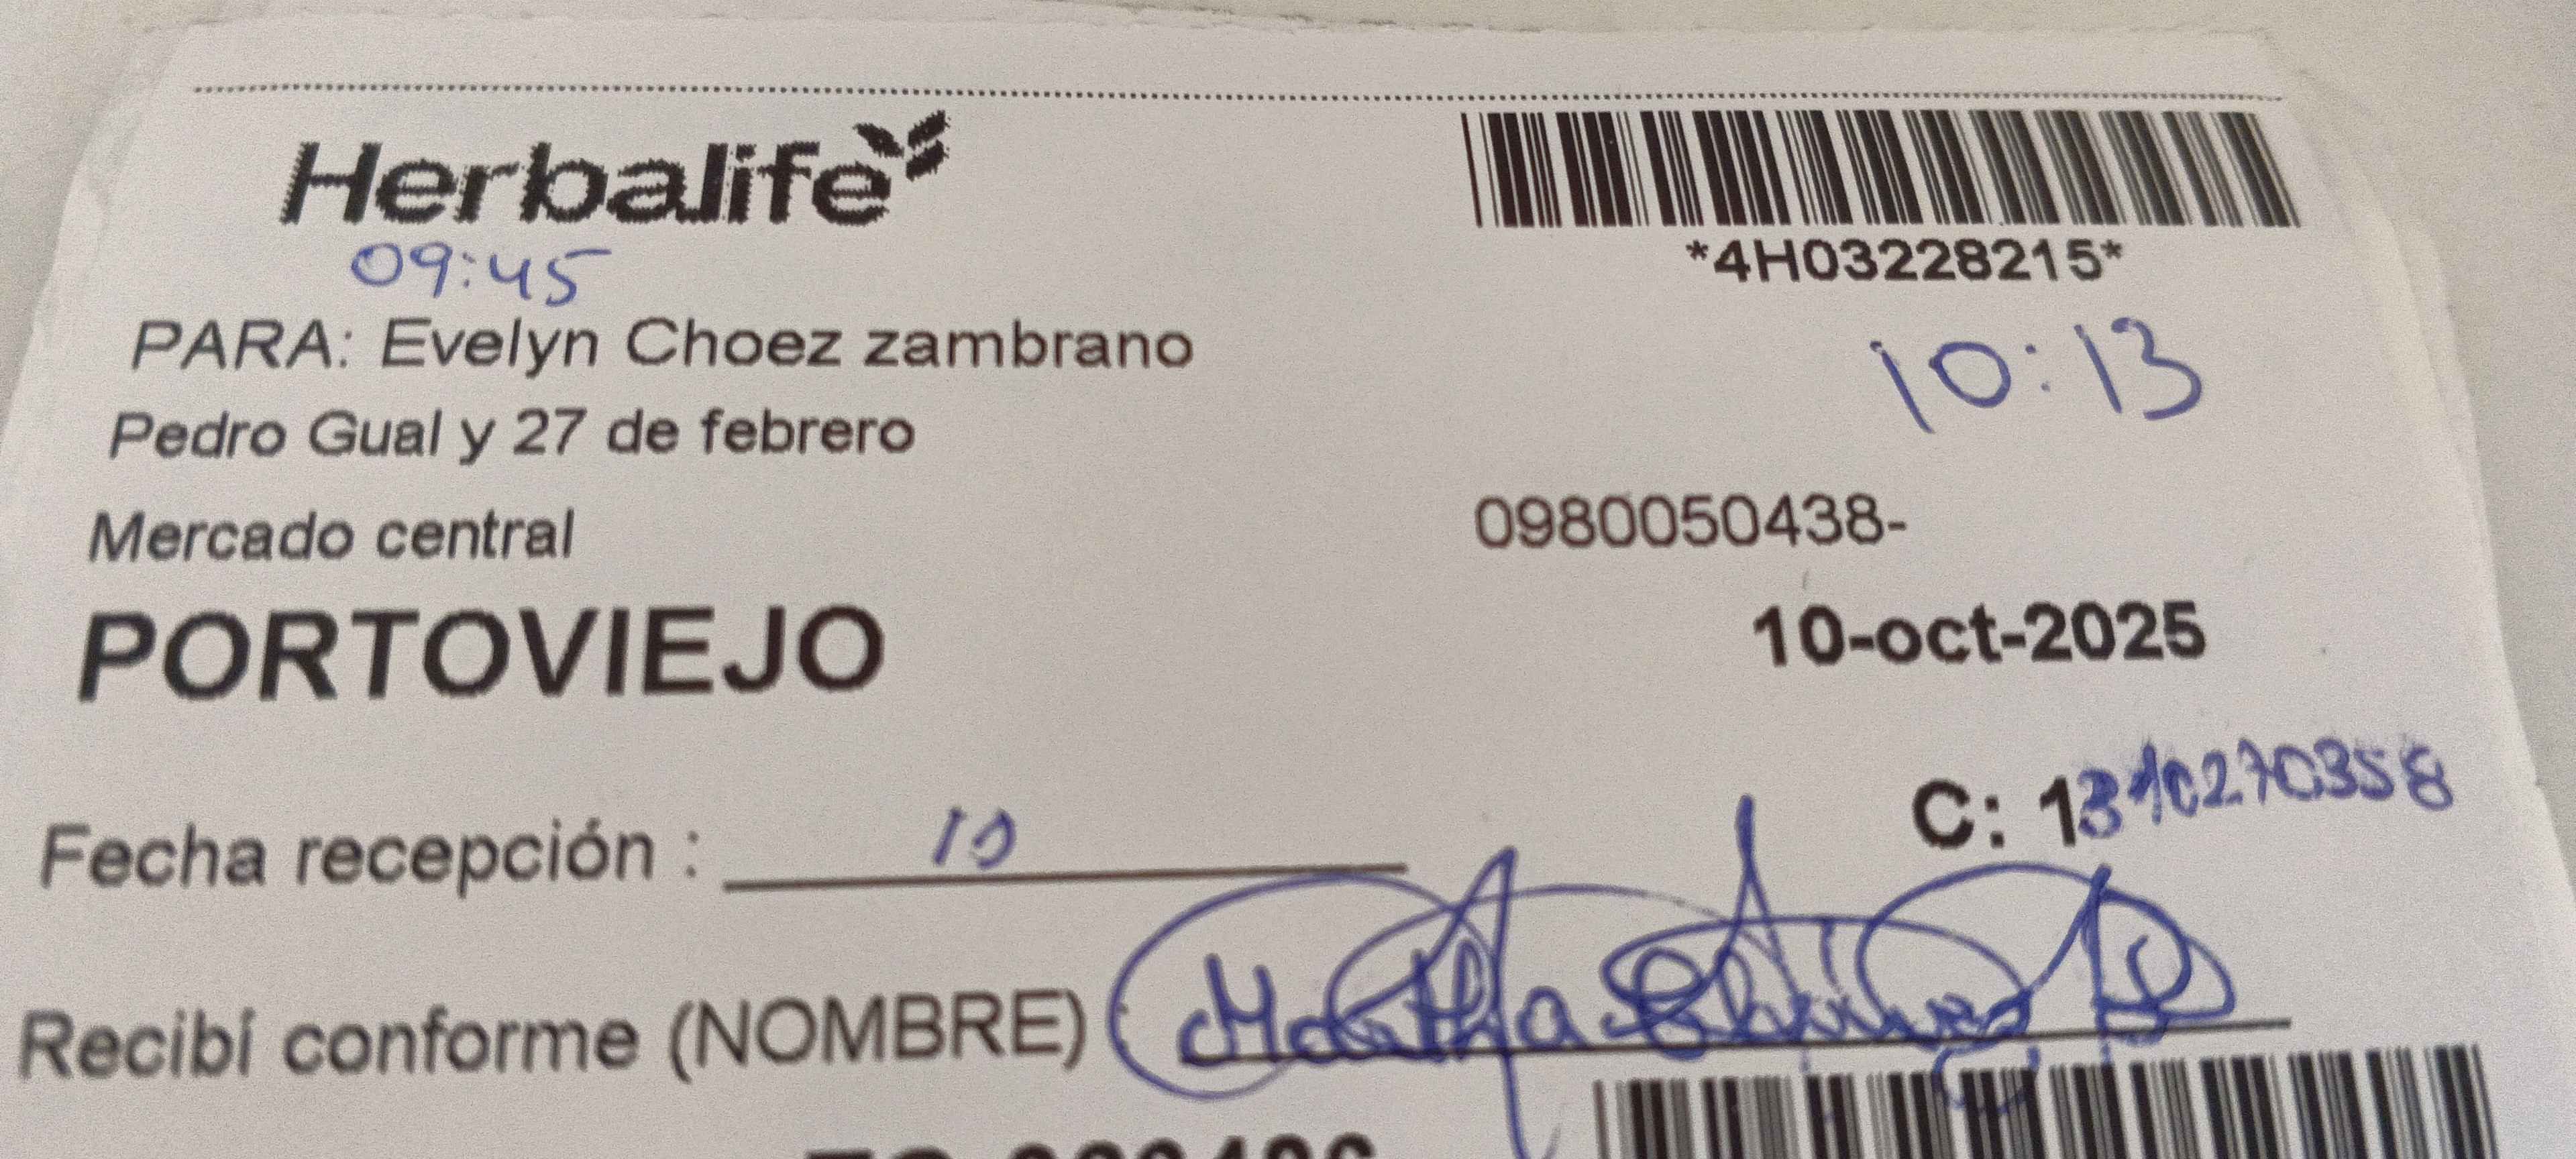 Herbalife
*4H03228215*
09:45
PARA: Evelyn Choez zambrano
10:13
Pedro Gual y 27 de febrero
Mercado central
0980050438-
PORTOVIEJO
10-oct-2025
C: 1310270358
Fecha recepción :
Recibí conforme (NOMBRE) Martha